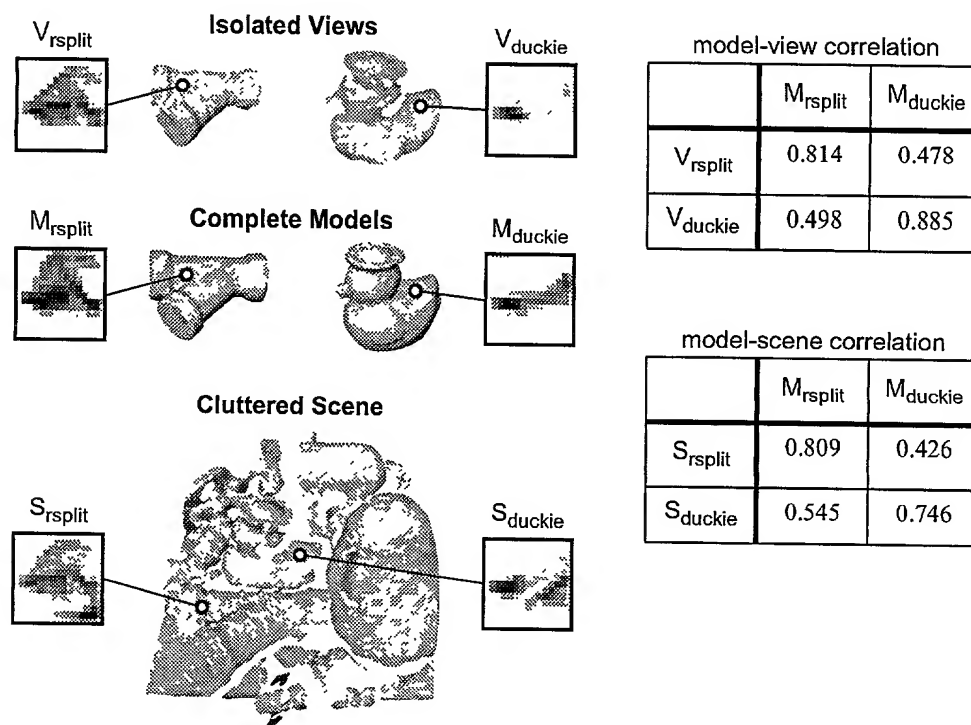 Isolated Views
V_rsplit
V_duckie
Complete Models
M_rsplit
M_duckie
Cluttered Scene
S_rsplit
S_duckie
model-view correlation
M_rsplit M_duckie
V_rsplit 0.814 0.478
V_duckie 0.498 0.885
model-scene correlation
M_rsplit M_duckie
S_rsplit 0.809 0.426
S_duckie 0.545 0.746